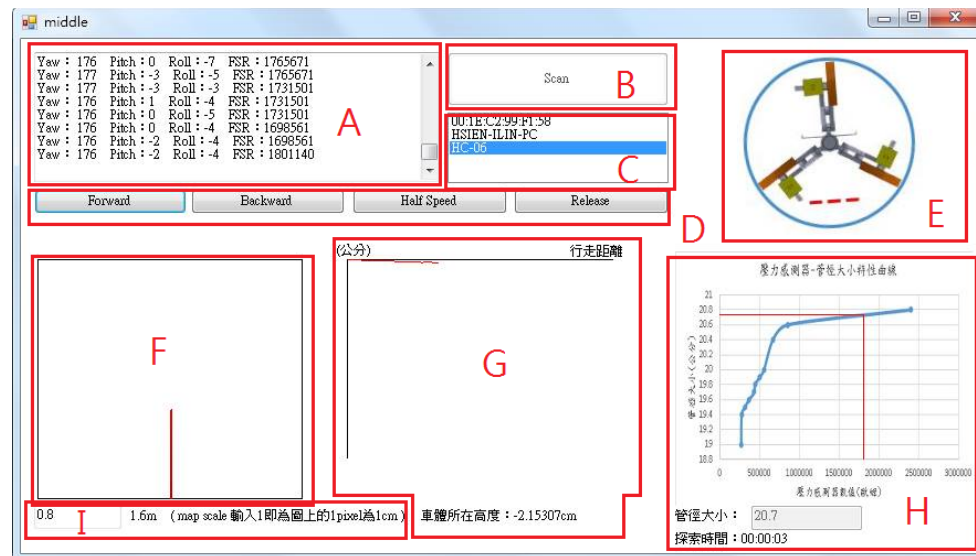 middle
Yaw：176 Pitch：0 Roll：-7 FSR：1765671
Yaw：177 Pitch：-3 Roll：-5 FSR：1765671
Yaw：177 Pitch：-3 Roll：-3 FSR：1731501
Yaw：176 Pitch：1 Roll：-4 FSR：1731501
Yaw：176 Pitch：0 Roll：-5 FSR：1731501
Yaw：176 Pitch：0 Roll：-4 FSR：1698561
Yaw：176 Pitch：-2 Roll：-4 FSR：1698561
Yaw：176 Pitch：-2 Roll：-4 FSR：1801140
A
Scan
B
00:1E:C2:99:F1:58
HSIEN-ILIN-PC
HC-06
C
Forward Backward Half Speed Release
D
E
F
(公分) 行走距離
G
壓力感測器-管徑大小特性曲線
21
20.8
20.6
20.4
20.2
20
19.8
19.6
19.4
19.2
19
18.8
管徑大小(公分)
0 500000 1000000 1500000 2000000 2500000 3000000
壓力感測器數值(歐姆)
H
管徑大小： 20.7
探索時間：00:00:03
0.8 I 1.6m (map scale 輸入1即為圖上的1pixel為1cm)
車體所在高度：-2.15307cm